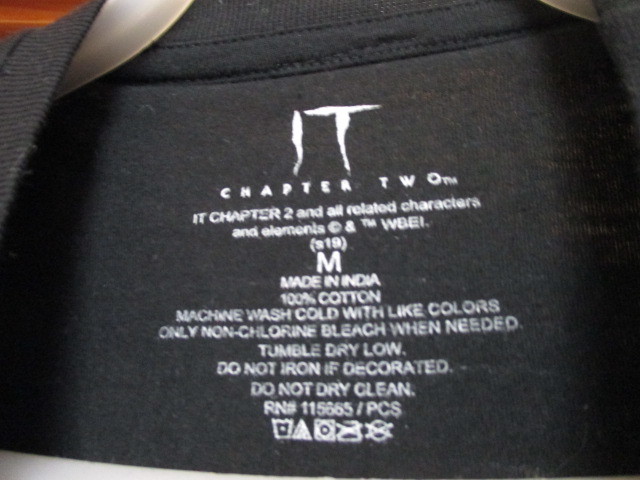 IT
CHAPTER TWO™
IT CHAPTER 2 and all related characters
and elements © & ™ WBEI.
(s19)
M
MADE IN INDIA
100% COTTON
MACHINE WASH COLD WITH LIKE COLORS
ONLY NON-CHLORINE BLEACH WHEN NEEDED.
TUMBLE DRY LOW.
DO NOT IRON IF DECORATED.
DO NOT DRY CLEAN.
RN# 115665 / PCS